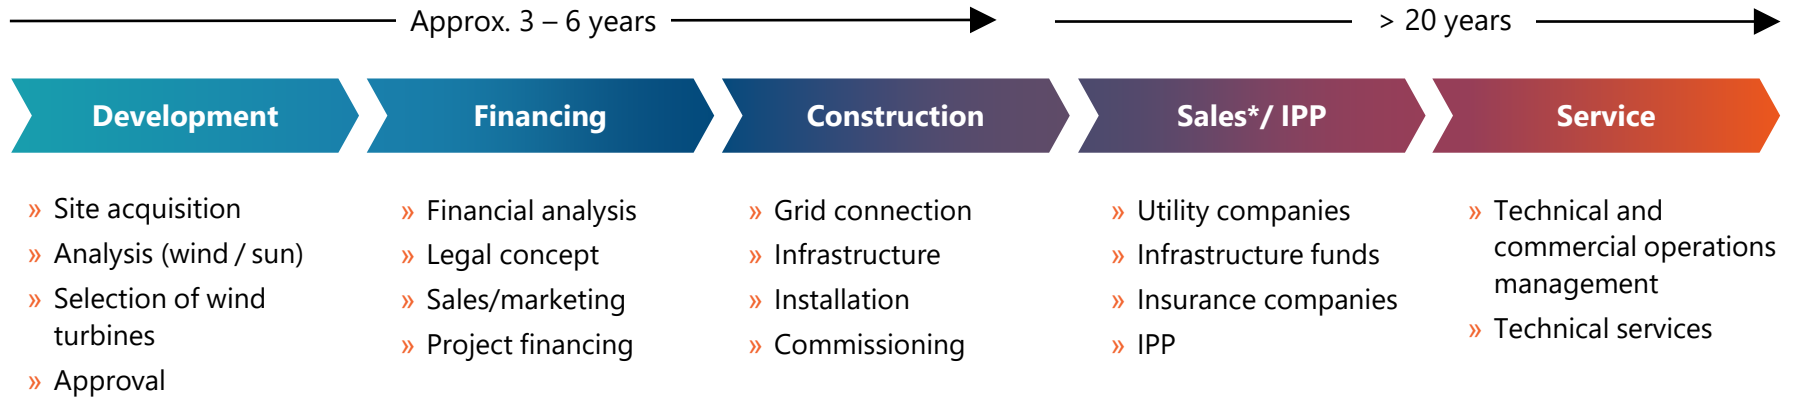 Approx. 3 – 6 years
> 20 years
Development
Financing
Construction
Sales*/ IPP
Service
» Site acquisition
» Analysis (wind / sun)
» Selection of wind
turbines
» Approval
» Financial analysis
» Legal concept
» Sales/marketing
» Project financing
» Grid connection
» Infrastructure
» Installation
» Commissioning
» Utility companies
» Infrastructure funds
» Insurance companies
» IPP
» Technical and
commercial operations
management
» Technical services